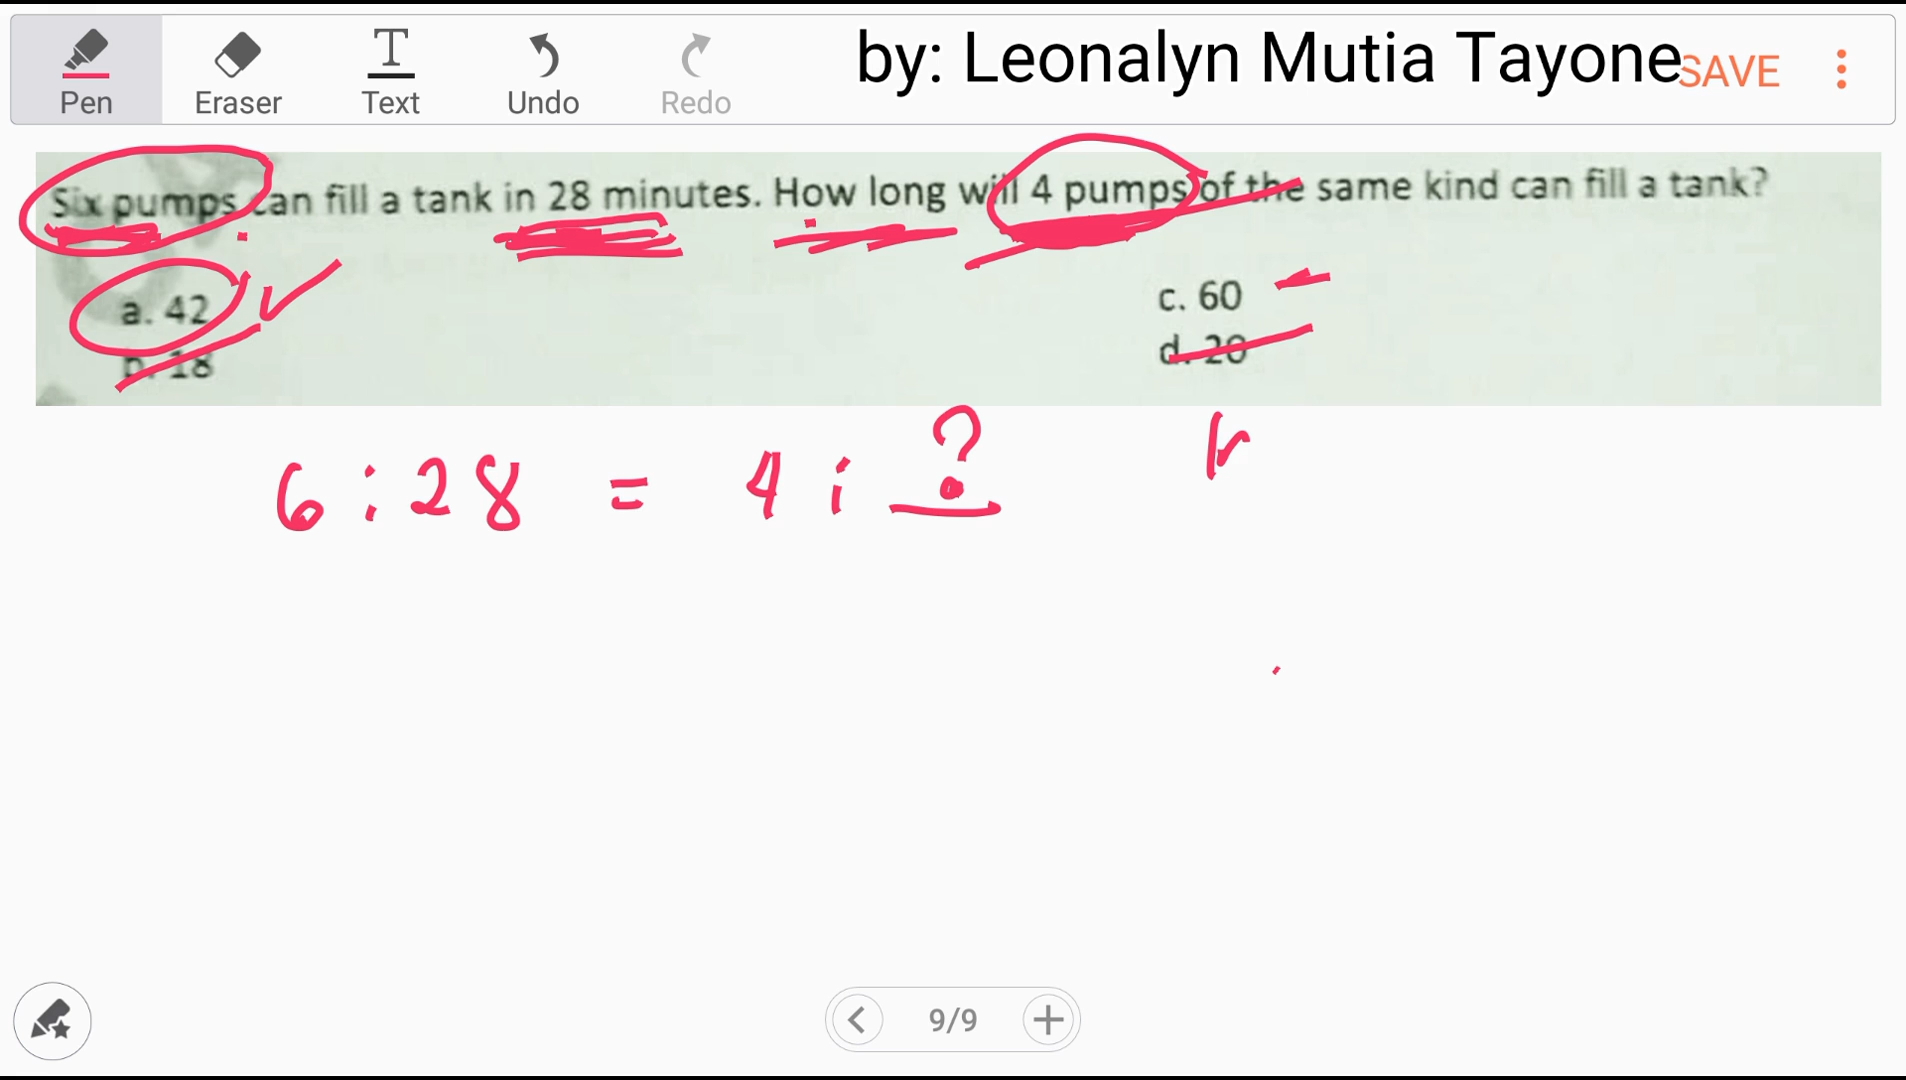 Pen
Eraser
Text
Undo
Redo
by: Leonalyn Mutia Tayone
SAVE
Six pumps can fill a tank in 28 minutes. How long will 4 pumps of the same kind can fill a tank?
a. 42
c. 60
b. 18
d. 20
6 : 28 = 4 : ?
9/9